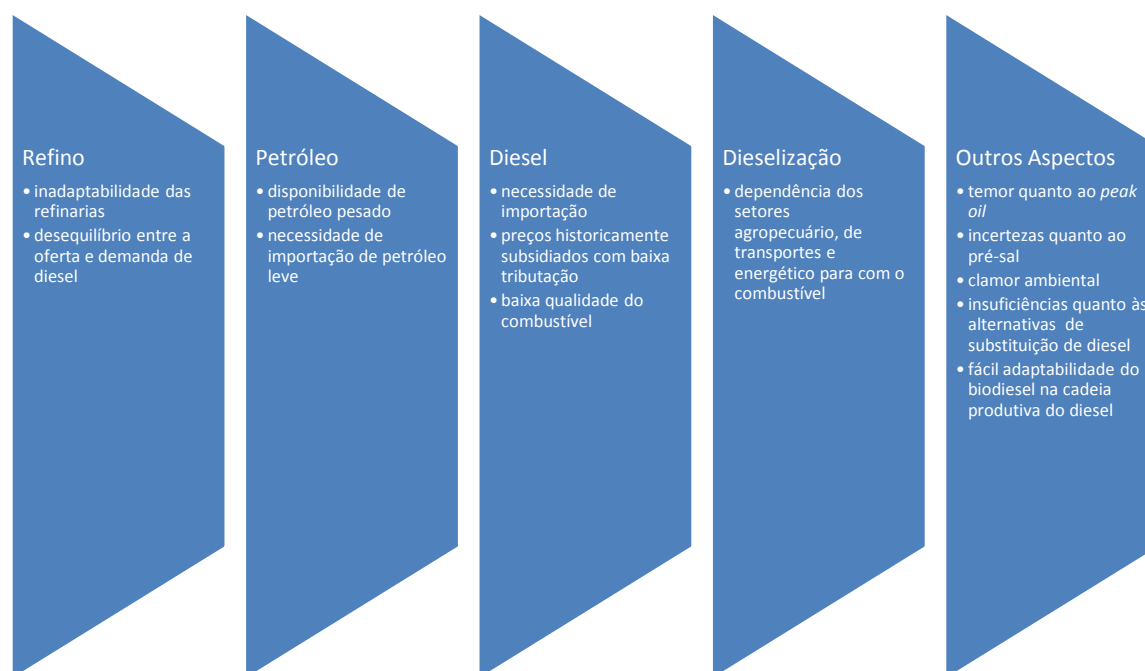 Refino
• inadaptabilidade das
refinarias
• desequilíbrio entre a
oferta e demanda de
diesel
Petróleo
• disponibilidade de
petróleo pesado
• necessidade de
importação de petróleo
leve
Diesel
• necessidade de
importação
• preços historicamente
subsidiados com baixa
tributação
• baixa qualidade do
combustível
Dieselização
• dependência dos
setores
agropecuário, de
transportes e
energético para com o
combustível
Outros Aspectos
• temor quanto ao peak
oil
• incertezas quanto ao
pré-sal
• clamor ambiental
• insuficiências quanto às
alternativas de
substituição de diesel
• fácil adaptabilidade do
biodiesel na cadeia
produtiva do diesel